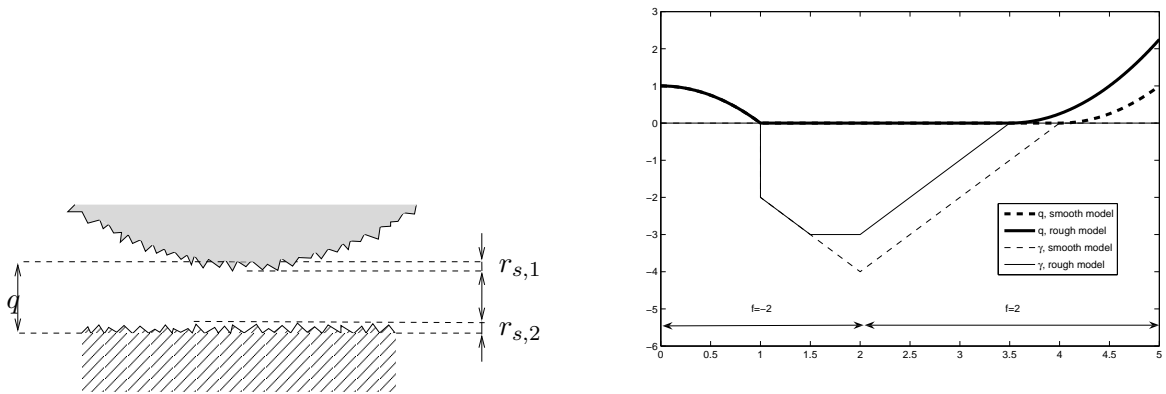 r_{s,1}
q
r_{s,2}
3
2
1
0
−1
−2
−3
−4
−5
−6
q, smooth model
q, rough model
γ, smooth model
γ, rough model
f=−2
f=2
0 0.5 1 1.5 2 2.5 3 3.5 4 4.5 5